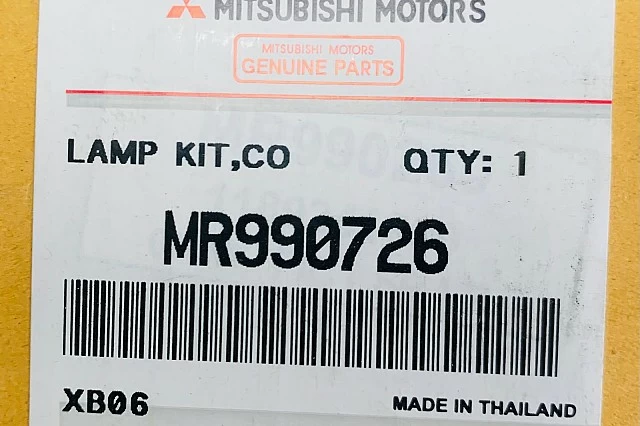 MITSUBISHI MOTORS
MITSUBISHI MOTORS
GENUINE PARTS
LAMP KIT,CO QTY: 1
MR990726
XB06 MADE IN THAILAND